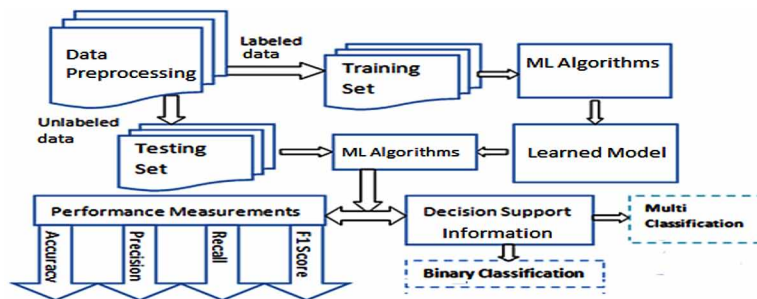 Data
Preprocessing
Labeled
data
Training
Set
ML Algorithms
Unlabeled
data
Testing
Set
ML Algorithms
Learned Model
Performance Measurements
Decision Support
Information
Multi
Classification
Accuracy
Precision
Recall
F1Score
Binary Classification